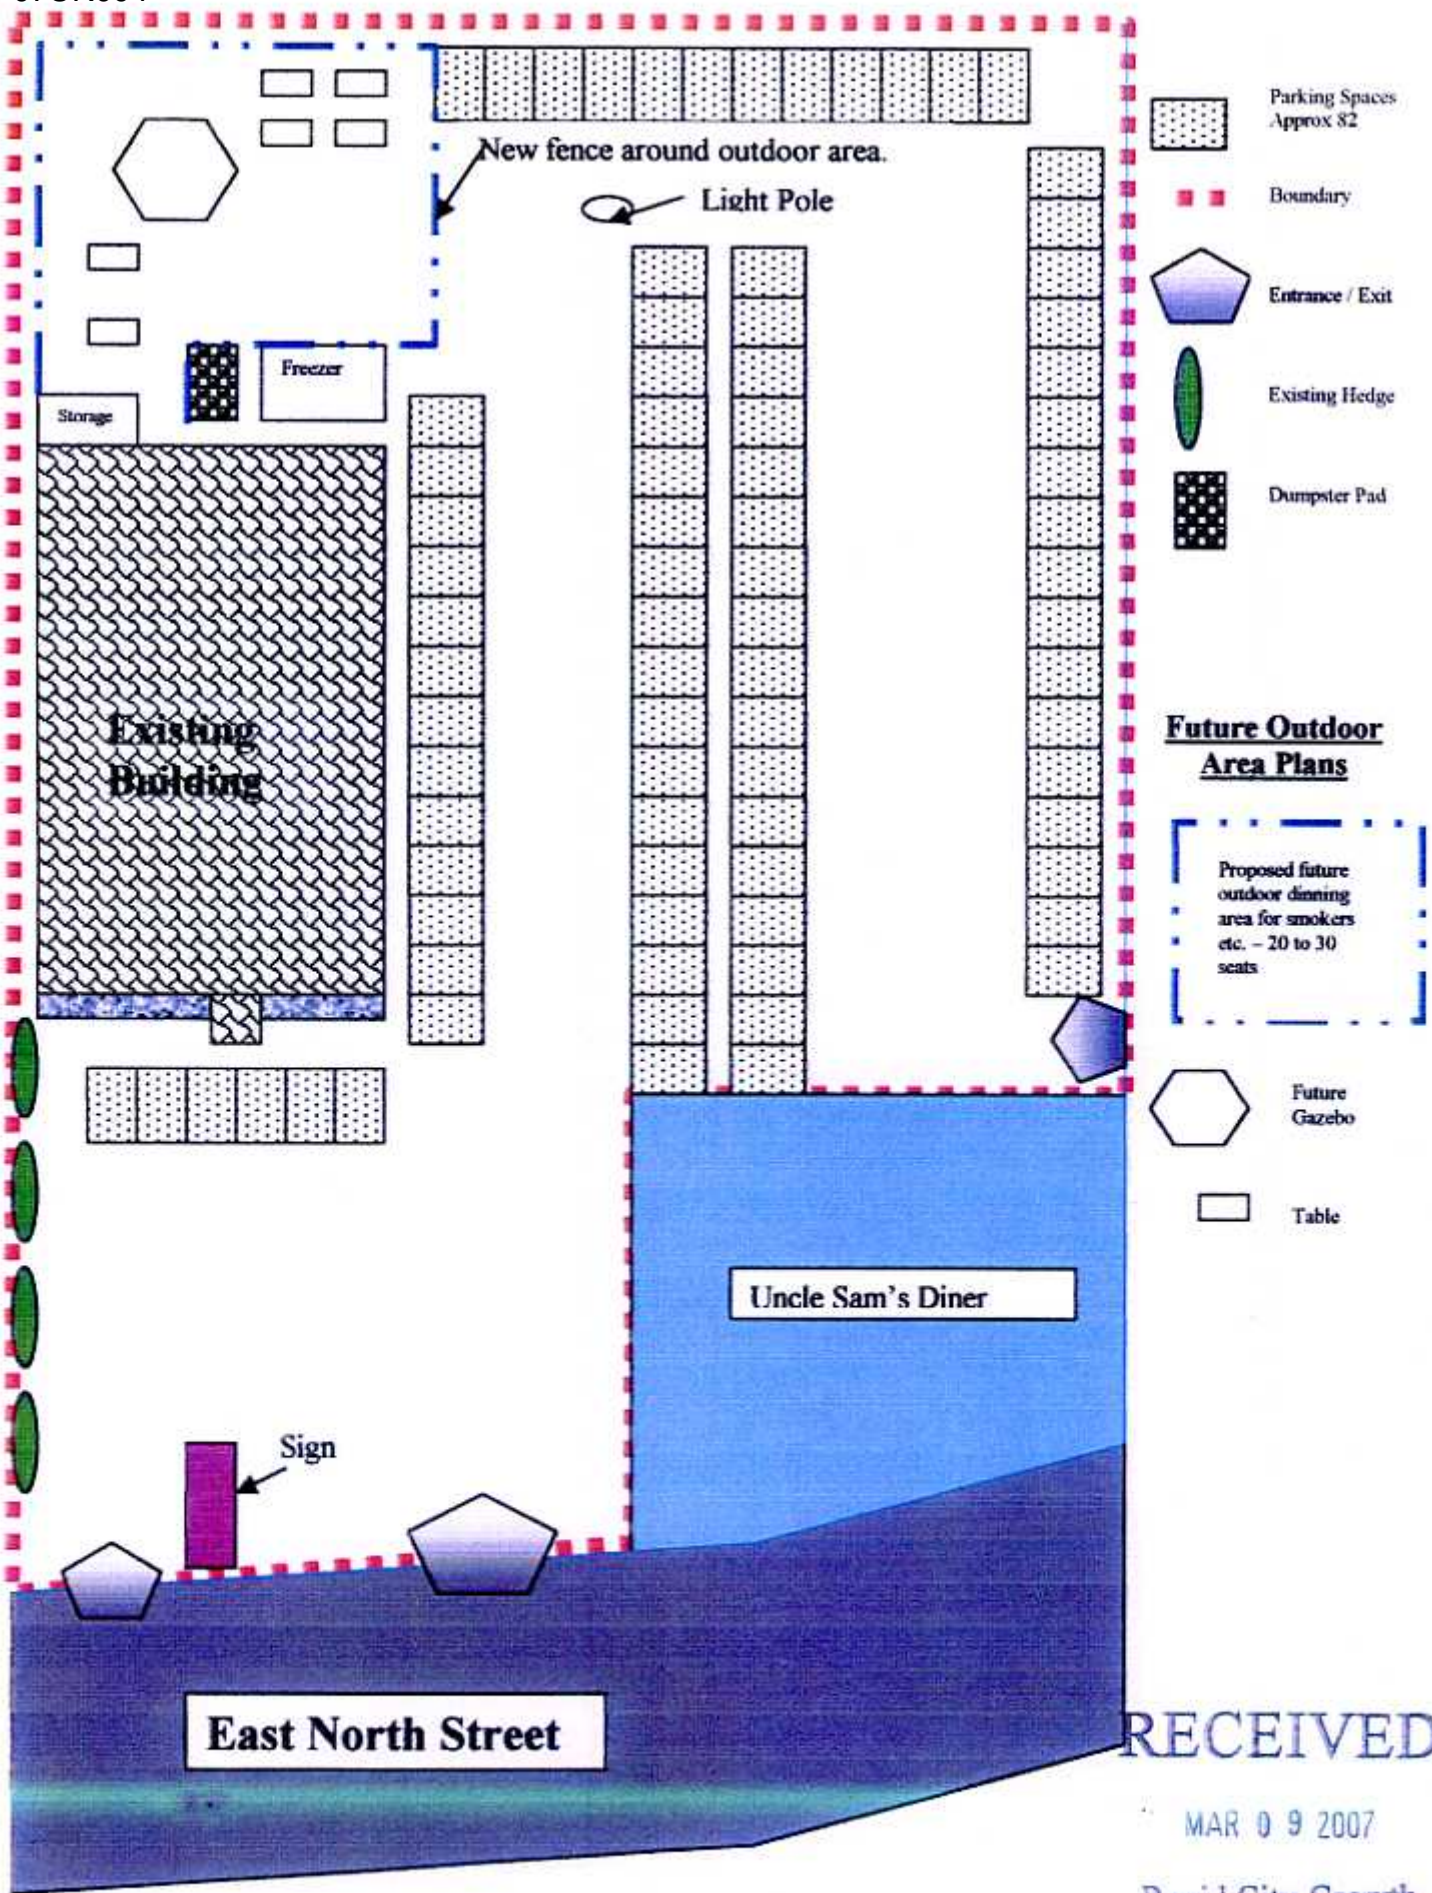 Parking Spaces
Approx 82
New fence around outdoor area.
Light Pole
Boundary
Entrance / Exit
Freezer
Storage
Existing Hedge
Dumpster Pad
Existing
Building
Future Outdoor
Area Plans
Proposed future
outdoor dinning
area for smokers
etc. – 20 to 30
seats
Future
Gazebo
Table
Uncle Sam's Diner
Sign
East North Street
RECEIVED
MAR 0 9 2007